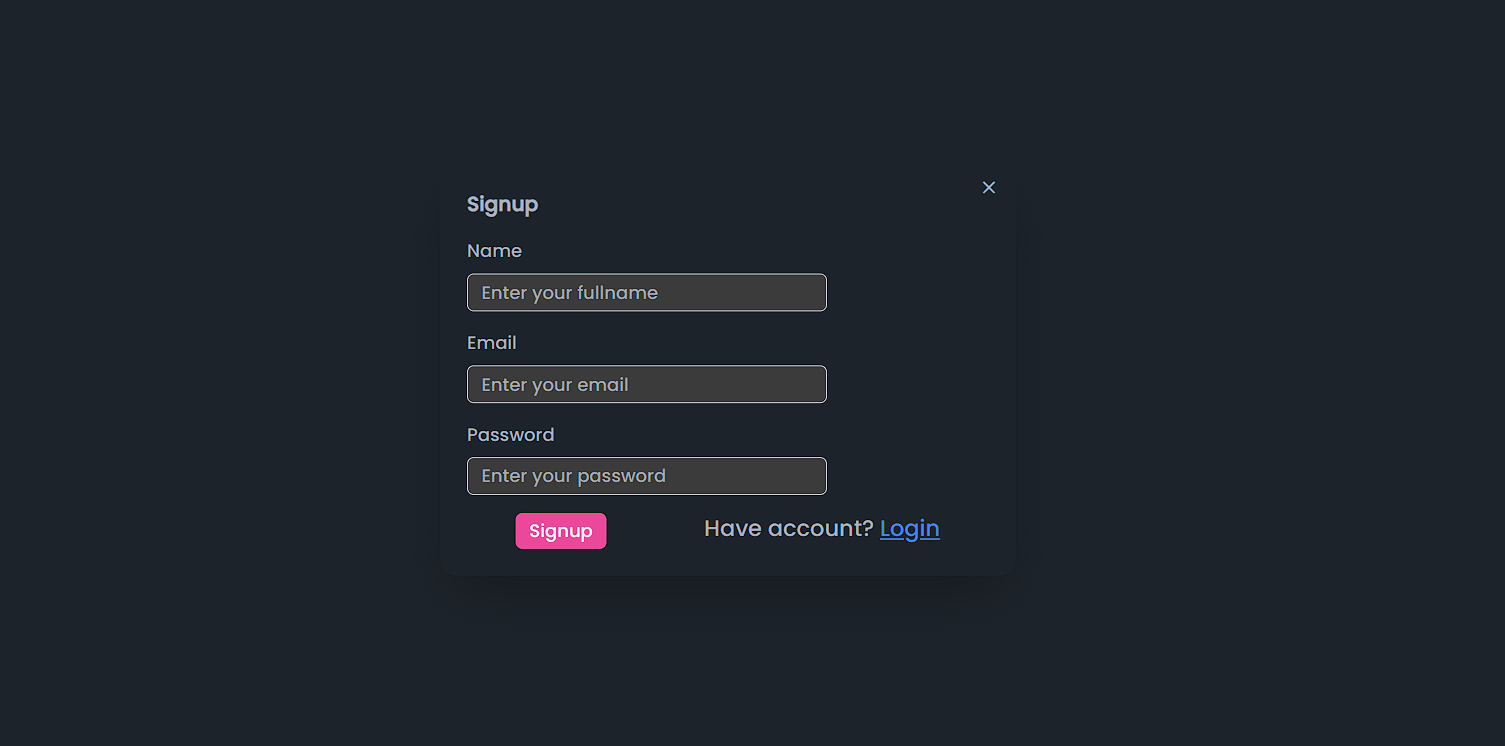 Signup
Name
Enter your fullname
Email
Enter your email
Password
Enter your password
Signup Have account? Login